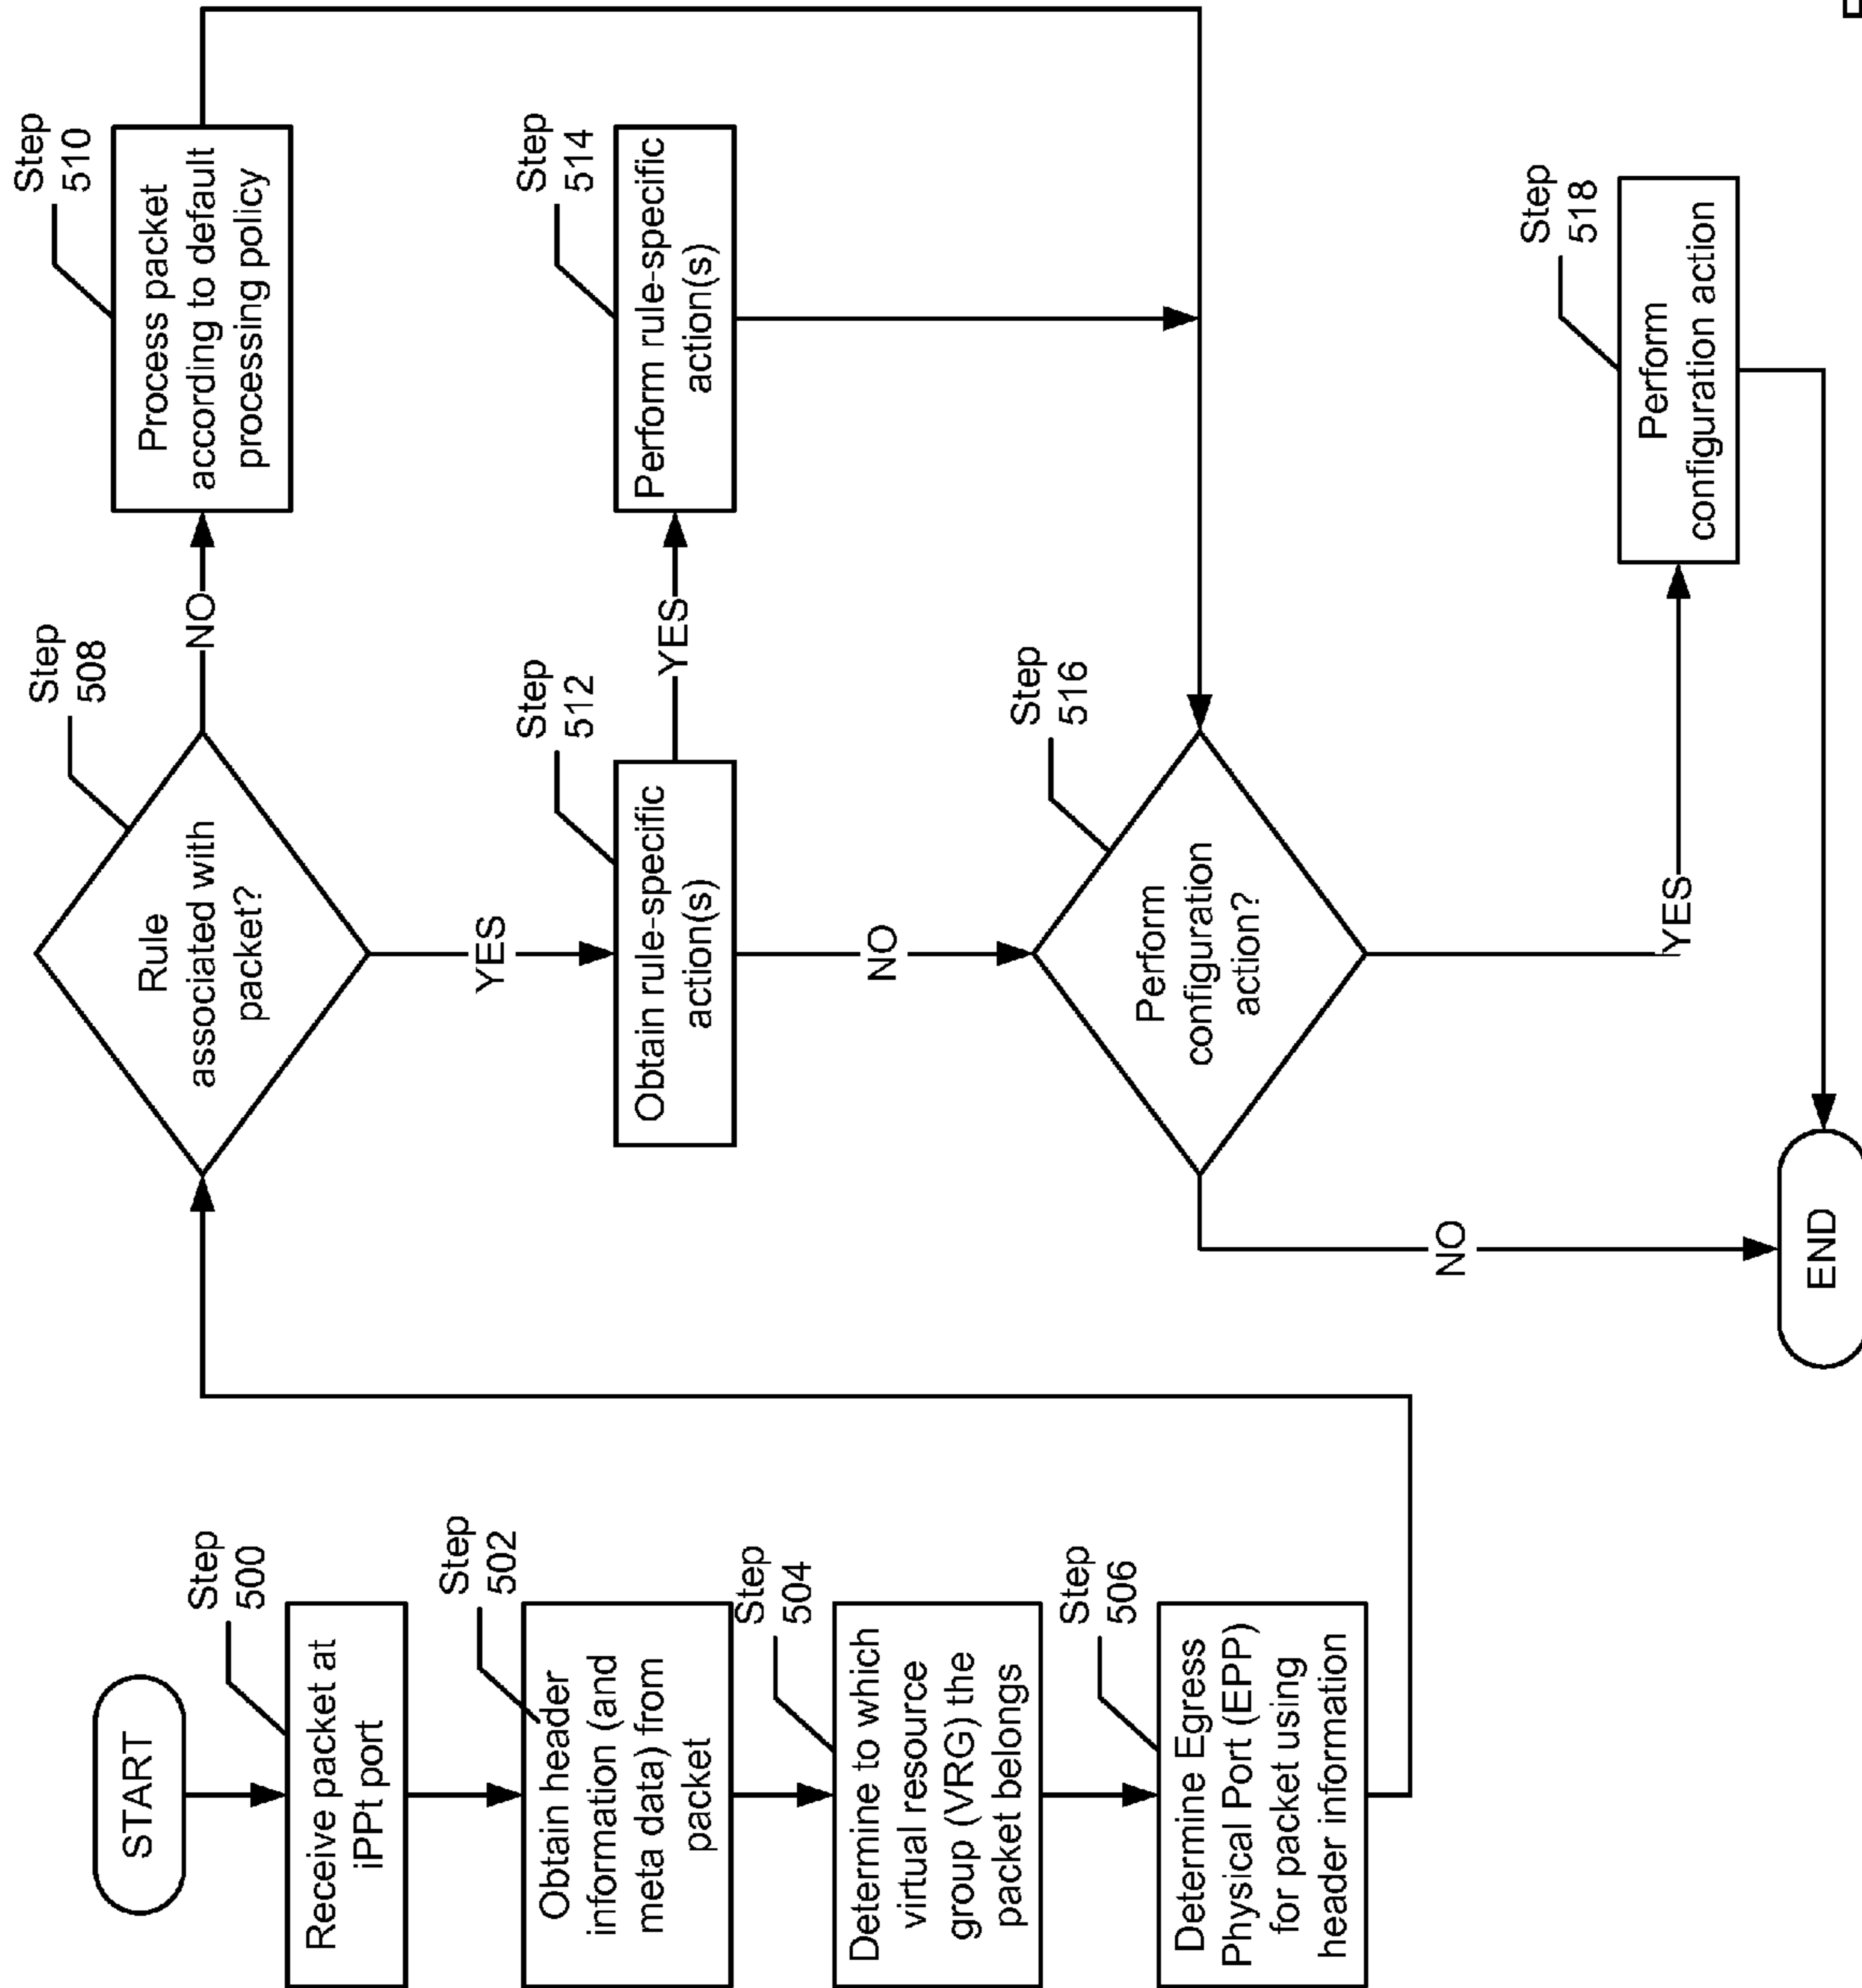 START
Step
500
Receive packet at
iPPt port
Step
502
Obtain header
information (and
meta data) from
packet
Step
504
Determine to which
virtual resource
group (VRG) the
packet belongs
Step
506
Determine Egress
Physical Port (EPP)
for packet using
header information
Step
508
Rule
associated with
packet?
NO
Step
510
Process packet
according to default
processing policy
YES
Step
512
Obtain rule-specific
action(s)
YES
Step
514
Perform rule-specific
action(s)
NO
Step
516
Perform
configuration
action?
YES
Step
518
Perform
configuration action
NO
END